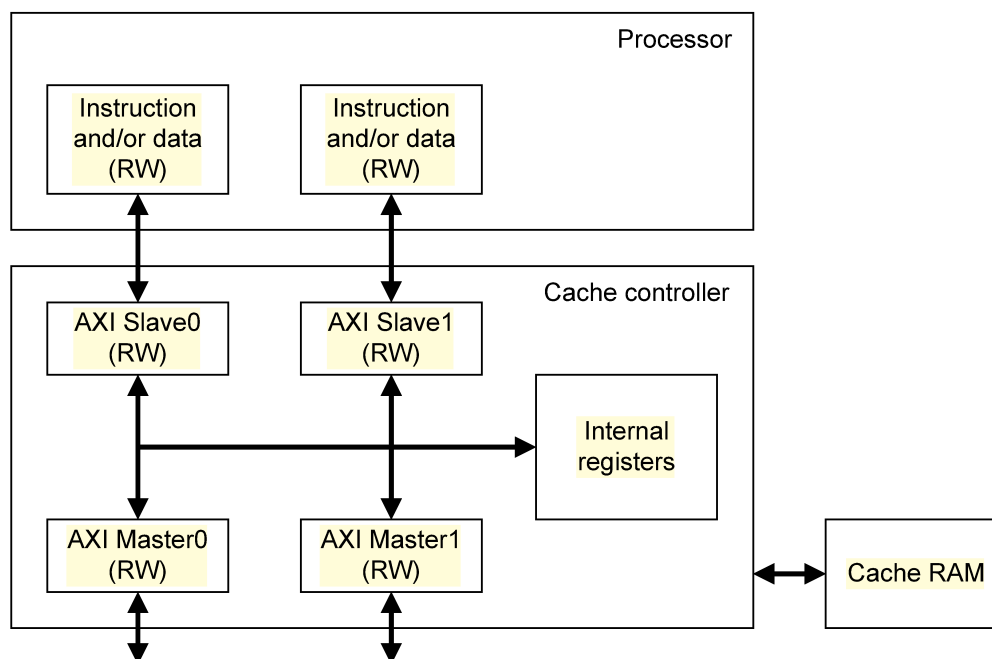 Processor
Instruction
and/or data
(RW)
Instruction
and/or data
(RW)
Cache controller
AXI Slave0
(RW)
AXI Slave1
(RW)
Internal
registers
AXI Master0
(RW)
AXI Master1
(RW)
Cache RAM